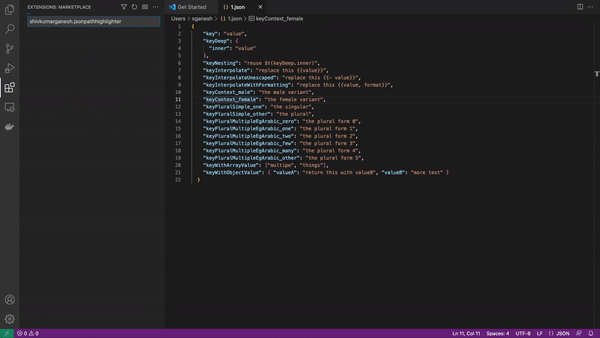 EXTENSIONS: MARKETPLACE
shivkumarganesh.jsonpathhighlighter
Get Started
{} 1.json
Users > sganesh > {} 1.json > keyContext_female
1 {
2 "key": "value",
3 "keyDeep": {
4 "inner": "value"
5 },
6 "keyNesting": "reuse $t(keyDeep.inner)",
7 "keyInterpolate": "replace this {{value}}",
8 "keyInterpolateUnescaped": "replace this {{- value}}",
9 "keyInterpolateWithFormatting": "replace this {{value, format}}",
10 "keyContext_male": "the male variant",
11 "keyContext_female": "the female variant",
12 "keyPluralSimple_one": "the singular",
13 "keyPluralSimple_other": "the plural",
14 "keyPluralMultipleEgArabic_zero": "the plural form 0",
15 "keyPluralMultipleEgArabic_one": "the plural form 1",
16 "keyPluralMultipleEgArabic_two": "the plural form 2",
17 "keyPluralMultipleEgArabic_few": "the plural form 3",
18 "keyPluralMultipleEgArabic_many": "the plural form 4",
19 "keyPluralMultipleEgArabic_other": "the plural form 5",
20 "keyWithArrayValue": ["multipe", "things"],
21 "keyWithObjectValue": { "valueA": "return this with valueB", "valueB": "more text" }
22 }
0 0 Ln 11, Col 11 Spaces: 4 UTF-8 LF {} JSON